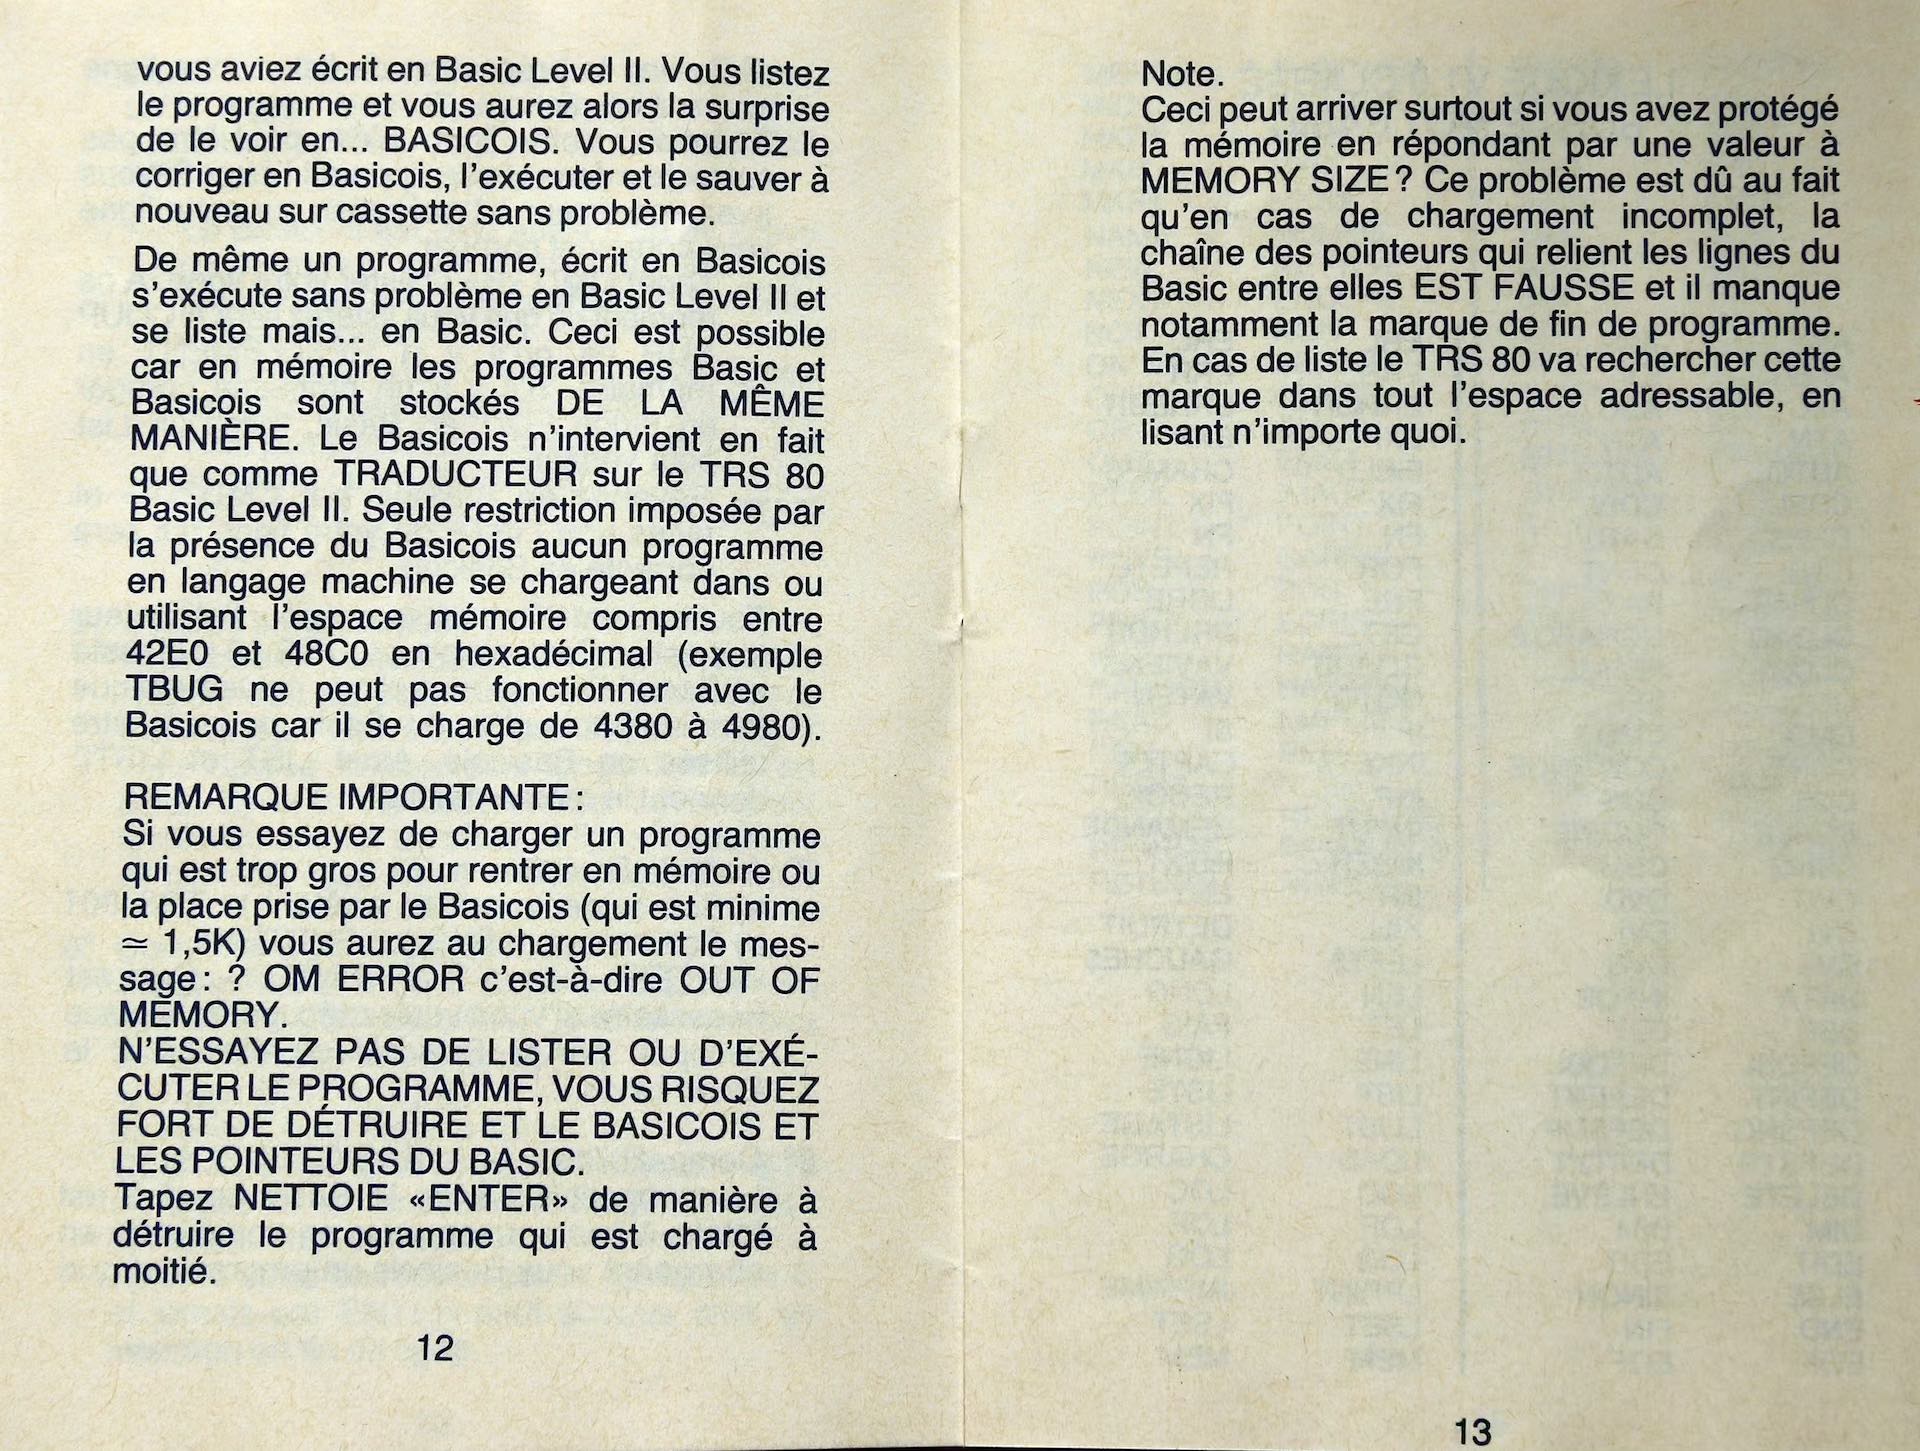 vous aviez écrit en Basic Level II. Vous listez
le programme et vous aurez alors la surprise
de le voir en... BASICOIS. Vous pourrez le
corriger en Basicois, l'exécuter et le sauver à
nouveau sur cassette sans problème.
De même un programme, écrit en Basicois
s'exécute sans problème en Basic Level II et
se liste mais... en Basic. Ceci est possible
car en mémoire les programmes Basic et
Basicois sont stockés DE LA MÊME
MANIÈRE. Le Basicois n'intervient en fait
que comme TRADUCTEUR sur le TRS 80
Basic Level II. Seule restriction imposée par
la présence du Basicois aucun programme
en langage machine se chargeant dans ou
utilisant l'espace mémoire compris entre
42E0 et 48C0 en hexadécimal (exemple
TBUG ne peut pas fonctionner avec le
Basicois car il se charge de 4380 à 4980).
REMARQUE IMPORTANTE :
Si vous essayez de charger un programme
qui est trop gros pour rentrer en mémoire ou
la place prise par le Basicois (qui est minime
≃ 1,5K) vous aurez au chargement le mes-
sage : ? OM ERROR c'est-à-dire OUT OF
MEMORY.
N'ESSAYEZ PAS DE LISTER OU D'EXÉ-
CUTER LE PROGRAMME, VOUS RISQUEZ
FORT DE DÉTRUIRE ET LE BASICOIS ET
LES POINTEURS DU BASIC.
Tapez NETTOIE «ENTER» de manière à
détruire le programme qui est chargé à
moitié.
12
Note.
Ceci peut arriver surtout si vous avez protégé
la mémoire en répondant par une valeur à
MEMORY SIZE ? Ce problème est dû au fait
qu'en cas de chargement incomplet, la
chaîne des pointeurs qui relient les lignes du
Basic entre elles EST FAUSSE et il manque
notamment la marque de fin de programme.
En cas de liste le TRS 80 va rechercher cette
marque dans tout l'espace adressable, en
lisant n'importe quoi.
13